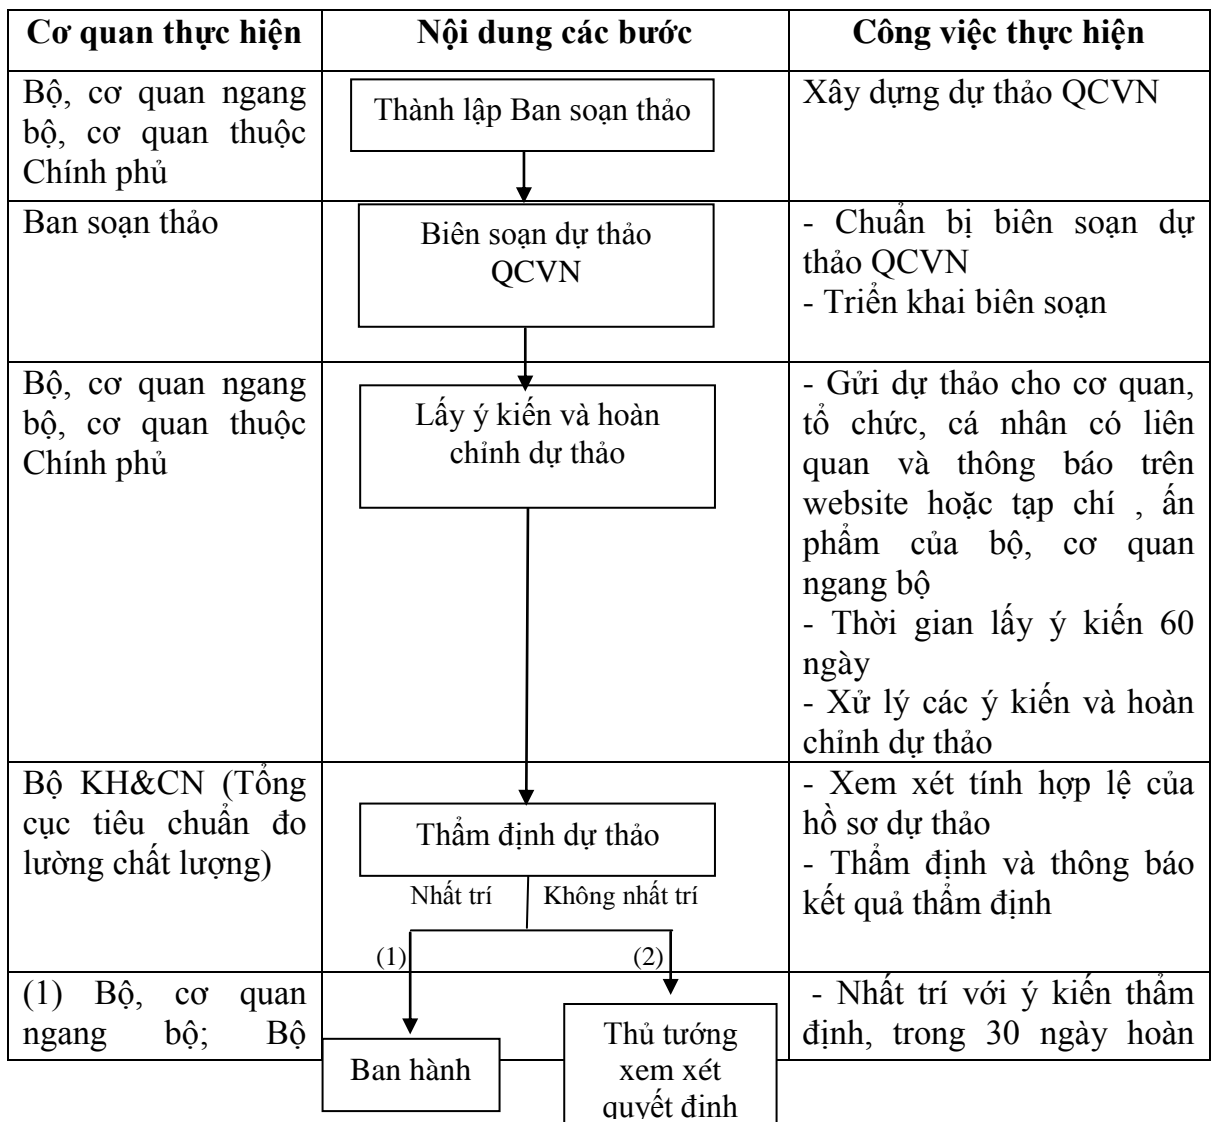 Cơ quan thực hiện
Nội dung các bước
Công việc thực hiện
Bộ, cơ quan ngang
bộ, cơ quan thuộc
Chính phủ
Thành lập Ban soạn thảo
Xây dựng dự thảo QCVN
Ban soạn thảo
Biên soạn dự thảo
QCVN
- Chuẩn bị biên soạn dự
thảo QCVN
- Triển khai biên soạn
Bộ, cơ quan ngang
bộ, cơ quan thuộc
Chính phủ
Lấy ý kiến và hoàn
chỉnh dự thảo
- Gửi dự thảo cho cơ quan,
tổ chức, cá nhân có liên
quan và thông báo trên
website hoặc tạp chí , ấn
phẩm của bộ, cơ quan
ngang bộ
- Thời gian lấy ý kiến 60
ngày
- Xử lý các ý kiến và hoàn
chỉnh dự thảo
Bộ KH&CN (Tổng
cục tiêu chuẩn đo
lường chất lượng)
Thẩm định dự thảo
Nhất trí
Không nhất trí
(1)
(2)
- Xem xét tính hợp lệ của
hồ sơ dự thảo
- Thẩm định và thông báo
kết quả thẩm định
(1) Bộ, cơ quan
ngang bộ; Bộ
Ban hành
Thủ tướng
xem xét
quyết định
- Nhất trí với ý kiến thẩm
định, trong 30 ngày hoàn